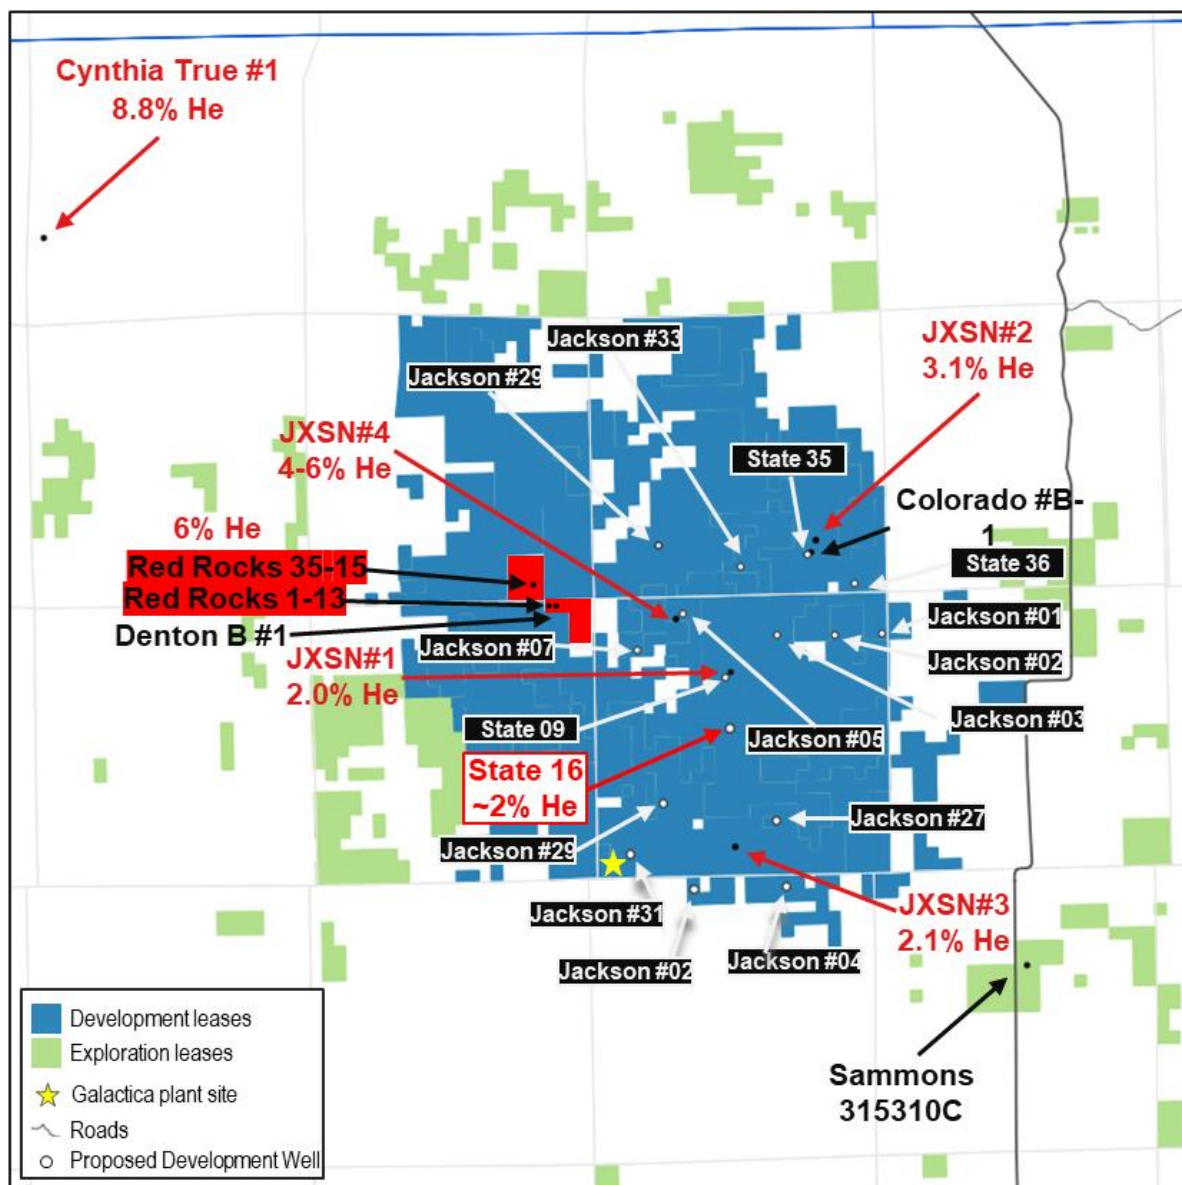 Cynthia True #1
8.8% He
Jackson #33
JXSN#2
3.1% He
Jackson #29
JXSN#4
4-6% He
State 35
Colorado #B-
1
6% He
Red Rocks 35-15
State 36
Red Rocks 1-13
Denton B #1
Jackson #01
Jackson #07
JXSN#1
2.0% He
Jackson #02
Jackson #03
State 09
Jackson #05
State 16
~2% He
Jackson #27
Jackson #29
Jackson #31
JXSN#3
2.1% He
Jackson #02
Jackson #04
Sammons
315310C
Development leases
Exploration leases
Galactica plant site
Roads
Proposed Development Well